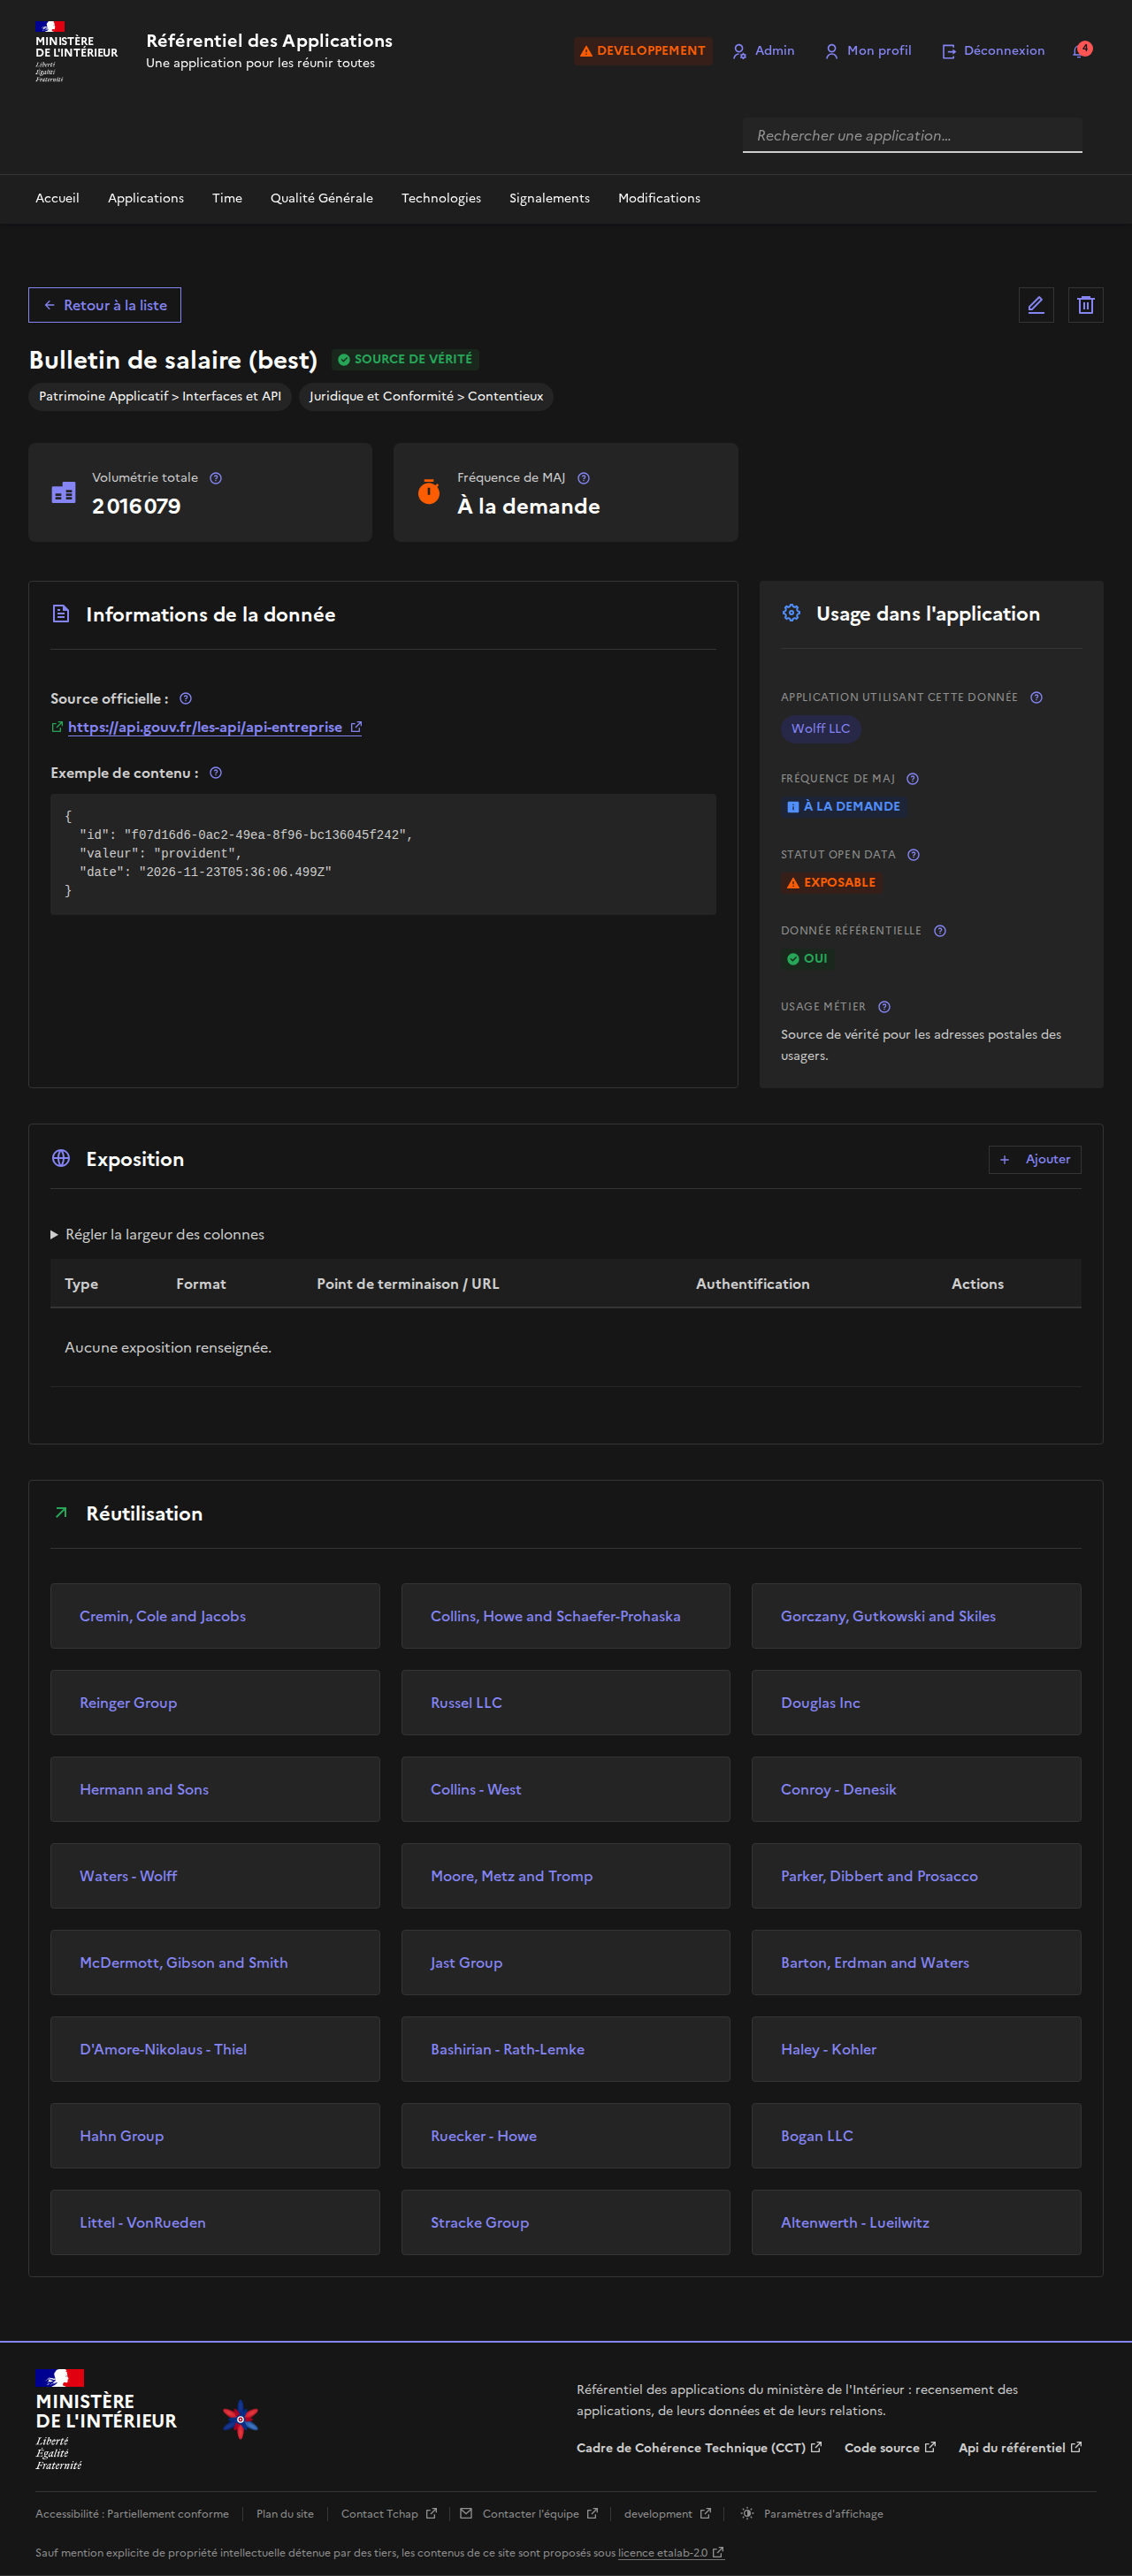 MINISTÈRE
DE L'INTÉRIEUR
Liberté
Égalité
Fraternité
Référentiel des Applications
Une application pour les réunir toutes
DEVELOPPEMENT
Admin
Mon profil
Déconnexion
4
Rechercher une application...
Accueil
Applications
Time
Qualité Générale
Technologies
Signalements
Modifications
Retour à la liste
Bulletin de salaire (best)
SOURCE DE VÉRITÉ
Patrimoine Applicatif > Interfaces et API
Juridique et Conformité > Contentieux
Volumétrie totale
2 016 079
Fréquence de MAJ
À la demande
Informations de la donnée
Source officielle :
https://api.gouv.fr/les-api/api-entreprise
Exemple de contenu :
{
"id": "f07d16d6-0ac2-49ea-8f96-bc136045f242",
"valeur": "provident",
"date": "2026-11-23T05:36:06.499Z"
}
Usage dans l'application
APPLICATION UTILISANT CETTE DONNÉE
Wolff LLC
FRÉQUENCE DE MAJ
À LA DEMANDE
STATUT OPEN DATA
EXPOSABLE
DONNÉE RÉFÉRENTIELLE
OUI
USAGE MÉTIER
Source de vérité pour les adresses postales des
usagers.
Exposition
Ajouter
Régler la largeur des colonnes
Type
Format
Point de terminaison / URL
Authentification
Actions
Aucune exposition renseignée.
Réutilisation
Cremin, Cole and Jacobs
Collins, Howe and Schaefer-Prohaska
Gorczany, Gutkowski and Skiles
Reinger Group
Russel LLC
Douglas Inc
Hermann and Sons
Collins - West
Conroy - Denesik
Waters - Wolff
Moore, Metz and Tromp
Parker, Dibbert and Prosacco
McDermott, Gibson and Smith
Jast Group
Barton, Erdman and Waters
D'Amore-Nikolaus - Thiel
Bashirian - Rath-Lemke
Haley - Kohler
Hahn Group
Ruecker - Howe
Bogan LLC
Littel - VonRueden
Stracke Group
Altenwerth - Lueilwitz
MINISTÈRE
DE L'INTÉRIEUR
Liberté
Égalité
Fraternité
Référentiel des applications du ministère de l'Intérieur : recensement des
applications, de leurs données et de leurs relations.
Cadre de Cohérence Technique (CCT)
Code source
Api du référentiel
Accessibilité : Partiellement conforme
Plan du site
Contact Tchap
Contacter l'équipe
development
Paramètres d'affichage
Sauf mention explicite de propriété intellectuelle détenue par des tiers, les contenus de ce site sont proposés sous licence etalab-2.0